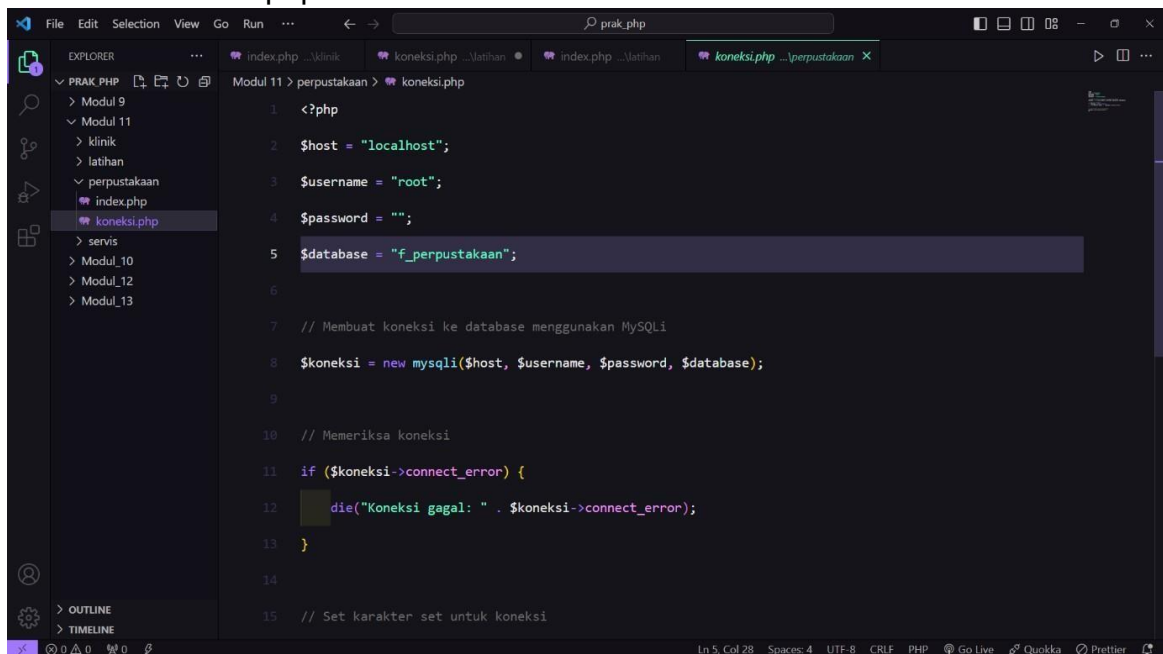 File Edit Selection View Go Run ··· prak_php
EXPLORER ···
PRAK_PHP
Modul 9
Modul 11
klinik
latihan
perpustakaan
index.php
koneksi.php
servis
Modul_10
Modul_12
Modul_13
OUTLINE
TIMELINE
index.php ...\klinik koneksi.php ...\latihan index.php ...\latihan koneksi.php ...\perpustakaan
Modul 11 > perpustakaan > koneksi.php
1 <?php
2 $host = "localhost";
3 $username = "root";
4 $password = "";
5 $database = "f_perpustakaan";
6
7 // Membuat koneksi ke database menggunakan MySQLi
8 $koneksi = new mysqli($host, $username, $password, $database);
9
10 // Memeriksa koneksi
11 if ($koneksi->connect_error) {
12 die("Koneksi gagal: " . $koneksi->connect_error);
13 }
14
15 // Set karakter set untuk koneksi
0 0 0 Ln 5, Col 28 Spaces: 4 UTF-8 CRLF PHP Go Live Quokka Prettier